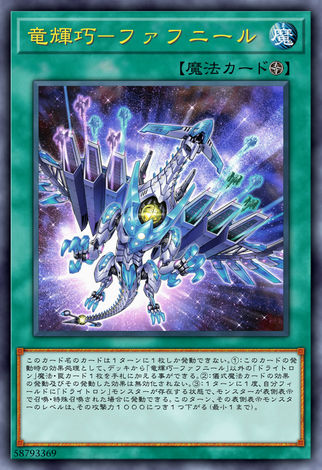 竜輝巧－ファフニール
魔
【魔法カード】
このカード名のカードは1ターンに1枚しか発動できない。①：このカードの発
動時の効果処理として、デッキから「竜輝巧－ファフニール」以外の「ドライトロ
ン」魔法・罠カード1枚を手札に加える事ができる。②：儀式魔法カードの効果
の発動及びその発動した効果は無効化されない。③：1ターンに1度、自分フィー
ルドに「ドライトロン」モンスターが存在する状態で、モンスターが表側表示
で召喚・特殊召喚された場合に発動できる。このターン、その表側表示モンスタ
ーのレベルは、その攻撃力1000につき1つ下がる（最小1まで）。
58793369